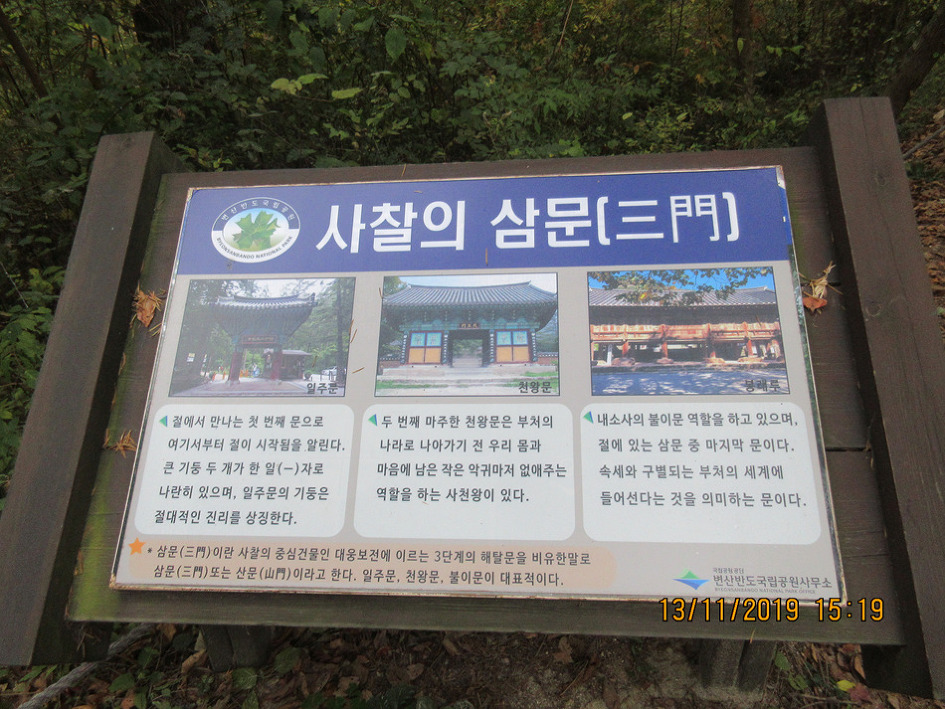 변산반도국립공원
BYEONSANBANDO NATIONAL PARK
사찰의 삼문(三門)
일주문
천왕문
봉래루
절에서 만나는 첫 번째 문으로
여기서부터 절이 시작됨을 알린다.
큰 기둥 두 개가 한 일(一)자로
나란히 있으며, 일주문의 기둥은
절대적인 진리를 상징한다.
두 번째 마주한 천왕문은 부처의
나라로 나아가기 전 우리 몸과
마음에 남은 작은 악귀마저 없애주는
역할을 하는 사천왕이 있다.
내소사의 불이문 역할을 하고 있으며,
절에 있는 삼문 중 마지막 문이다.
속세와 구별되는 부처의 세계에
들어선다는 것을 의미하는 문이다.
* 삼문(三門)이란 사찰의 중심건물인 대웅보전에 이르는 3단계의 해탈문을 비유한말로
삼문(三門)또는 산문(山門)이라고 한다. 일주문, 천왕문, 불이문이 대표적이다.
국립공원공단
변산반도국립공원사무소
BYEONSANBANDO NATIONAL PARK OFFICE
13/11/2019 15:19